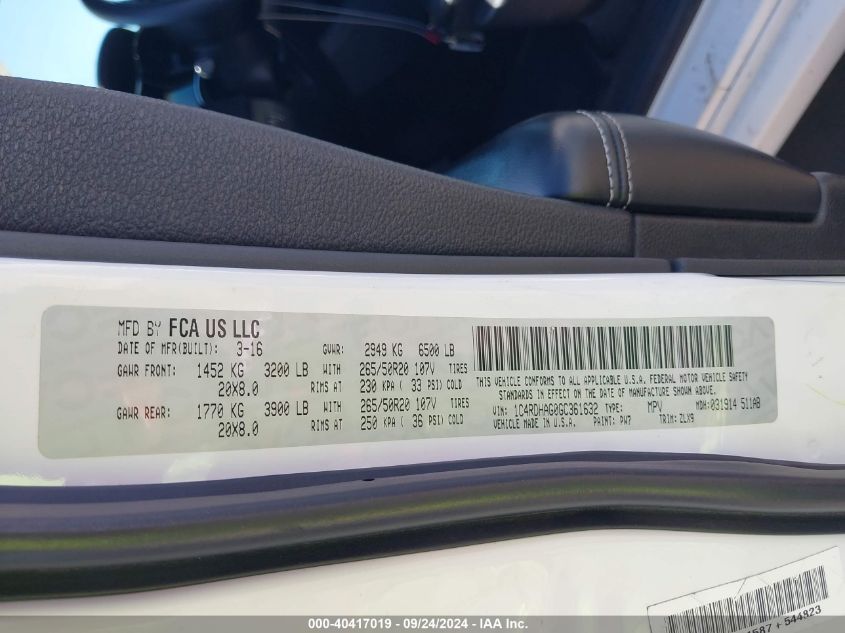 MFD BY FCA US LLC
DATE OF MFR(BUILT): 3-16 GVWR: 2949 KG 6500 LB
GAWR FRONT: 1452 KG 3200 LB WITH 265/50R20 107V TIRES
20X8.0 RIMS AT 230 KPA ( 33 PSI) COLD
GAWR REAR: 1770 KG 3900 LB WITH 265/50R20 107V TIRES
20X8.0 RIMS AT 250 KPA ( 36 PSI) COLD
THIS VEHICLE CONFORMS TO ALL APPLICABLE U.S.A. FEDERAL MOTOR VEHICLE SAFETY
STANDARDS IN EFFECT ON THE DATE OF MANUFACTURE SHOWN ABOVE.
VIN: 1C4RDHAG0GC361632 TYPE: MPV MDH:031914 511AB
VEHICLE MADE IN U.S.A. PAINT: PW7 TRIM: ZLX9
+ 544823
000-40417019 - 09/24/2024 - IAA Inc.